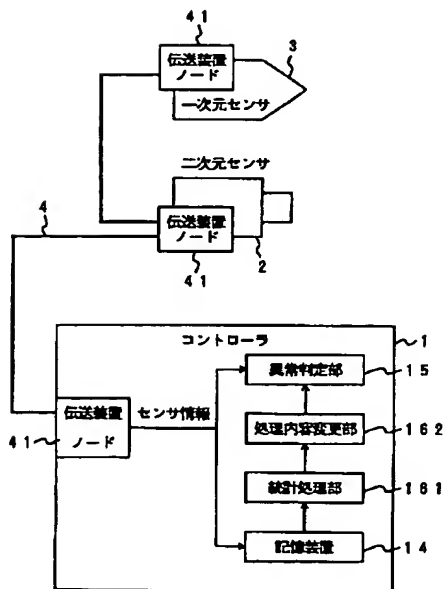 41
伝送装置
ノード
3
一次元センサ
二次元センサ
4
伝送装置
ノード
2
41
コントローラ
1
異常判定部
15
伝送装置
ノード
センサ情報
41
処理内容変更部
162
統計処理部
161
記憶装置
14